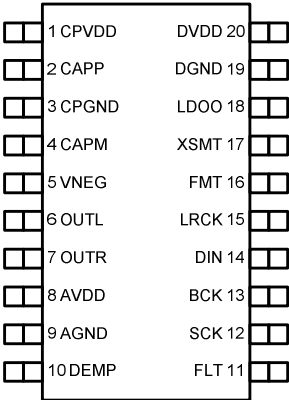 1 CPVDD DVDD 20
2 CAPP DGND 19
3 CPGND LDOO 18
4 CAPM XSMT 17
5 VNEG FMT 16
6 OUTL LRCK 15
7 OUTR DIN 14
8 AVDD BCK 13
9 AGND SCK 12
10 DEMP FLT 11